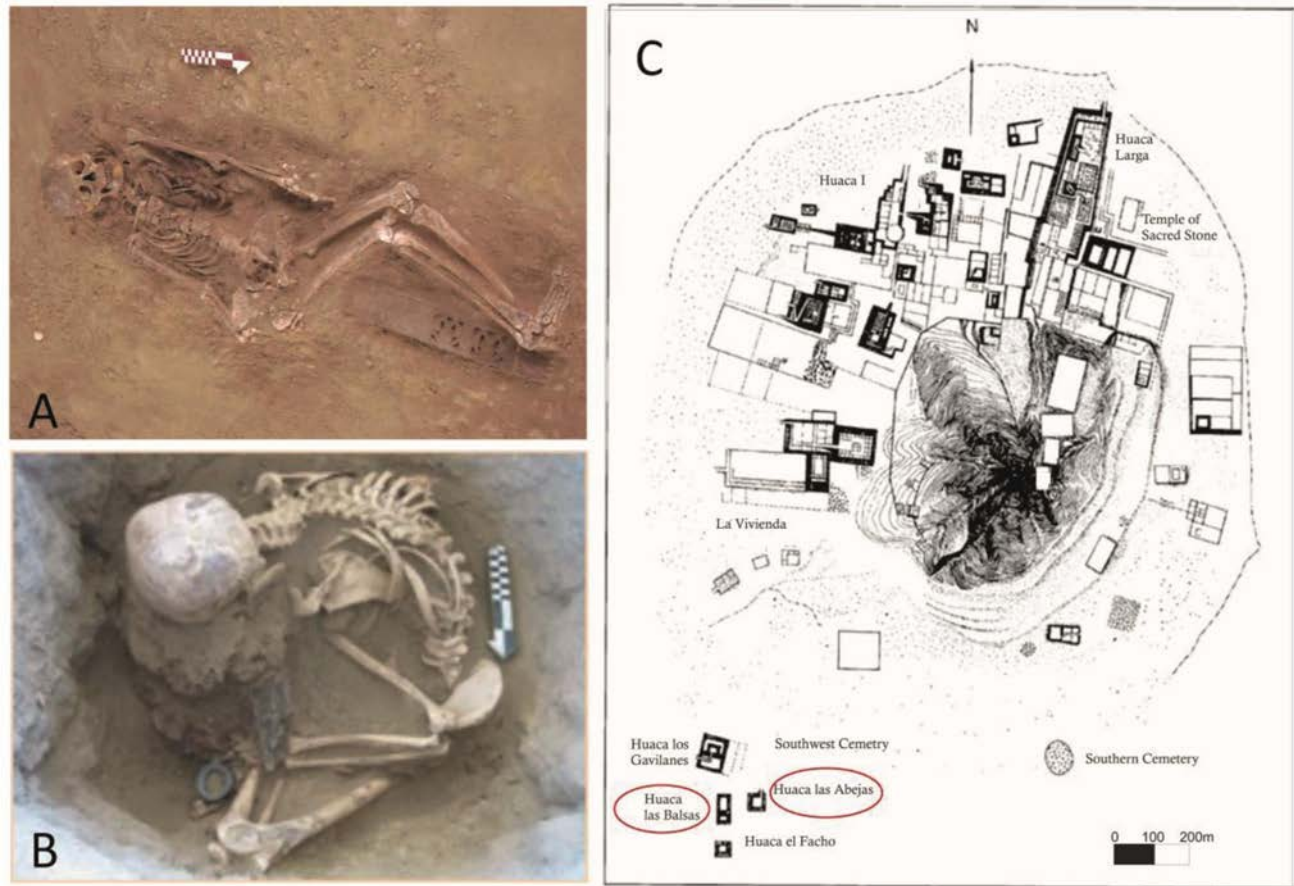 A
B
C
N
Huaca
Larga
Huaca I
Temple of
Sacred Stone
La Vivienda
Huaca los
Gavilanes
Southwest Cemetry
Southern Cemetery
Huaca
las Balsas
Huaca las Abejas
Huaca el Facho
0 100 200m